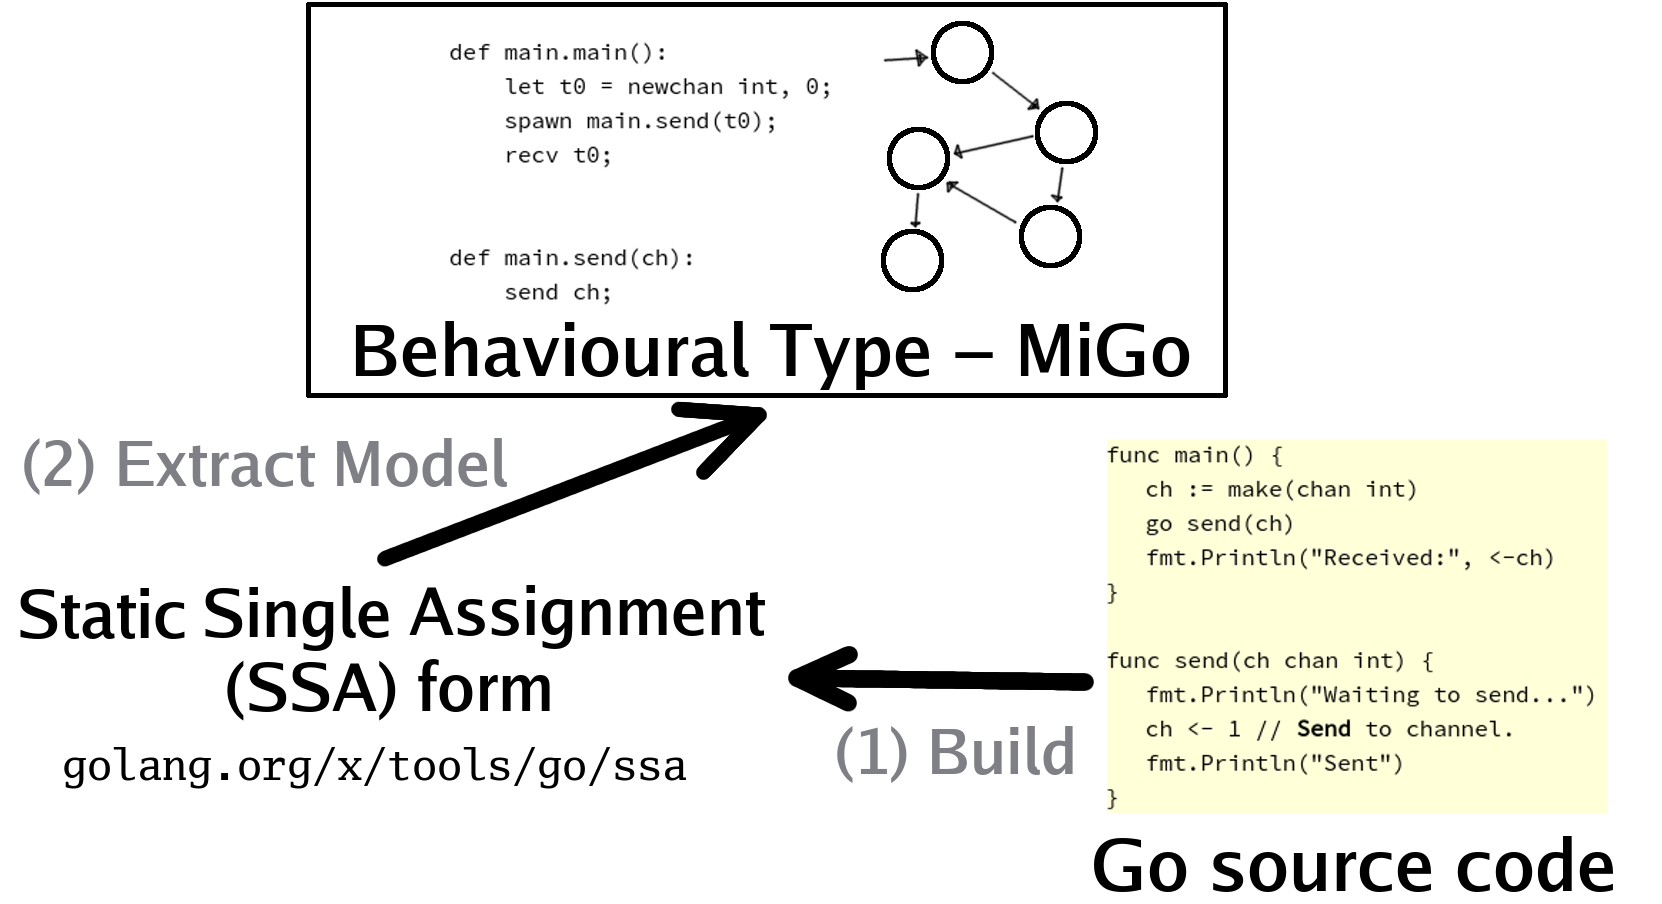 def main.main():
    let t0 = newchan int, 0;
    spawn main.send(t0);
    recv t0;

def main.send(ch):
    send ch;
Behavioural Type – MiGo
(2) Extract Model
Static Single Assignment
(SSA) form
golang.org/x/tools/go/ssa
(1) Build
func main() {
   ch := make(chan int)
   go send(ch)
   fmt.Println("Received:", <-ch)
}

func send(ch chan int) {
   fmt.Println("Waiting to send...")
   ch <- 1 // Send to channel.
   fmt.Println("Sent")
}
Go source code